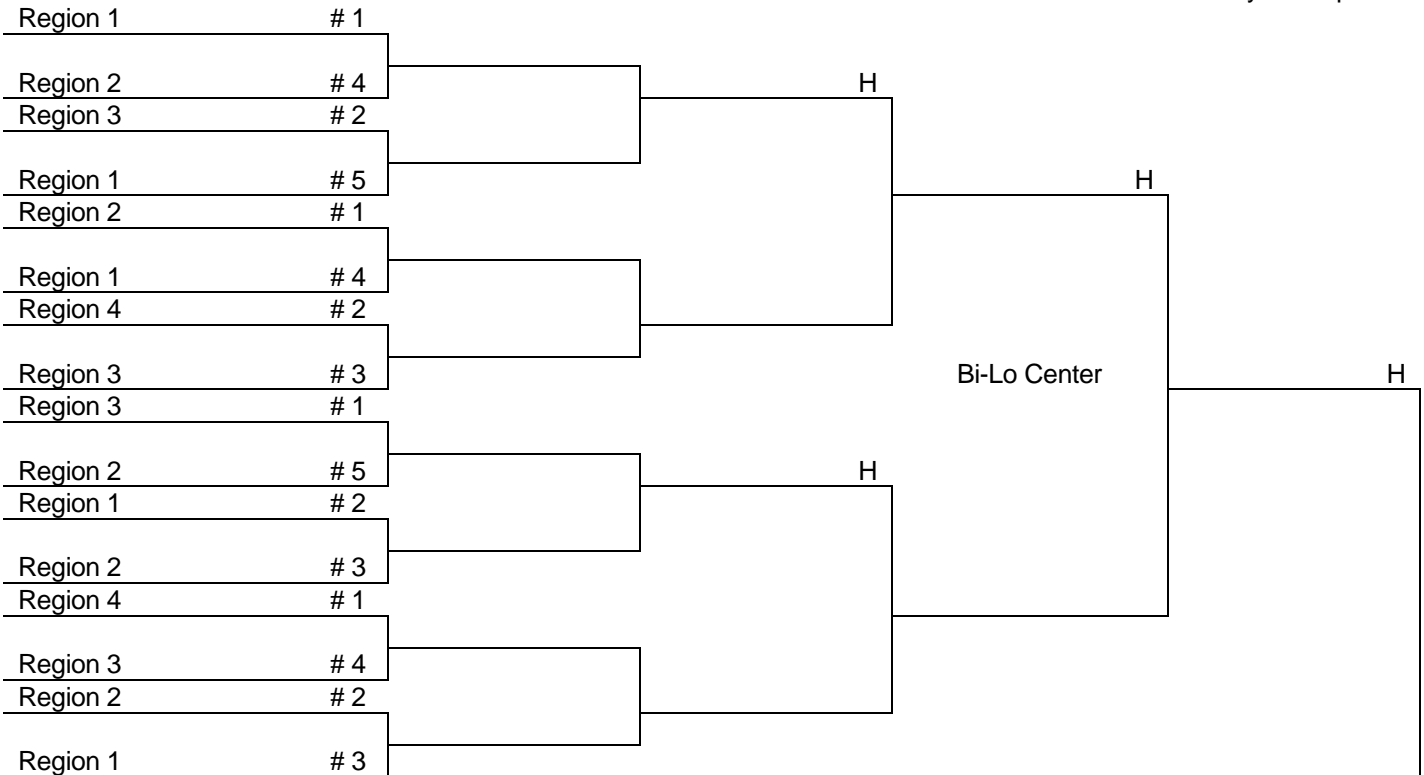 Region 1 # 1
Region 2 # 4 H
Region 3 # 2
Region 1 # 5 H
Region 2 # 1
Region 1 # 4
Region 4 # 2
Region 3 # 3 Bi-Lo Center H
Region 3 # 1
Region 2 # 5 H
Region 1 # 2
Region 2 # 3
Region 4 # 1
Region 3 # 4
Region 2 # 2
Region 1 # 3